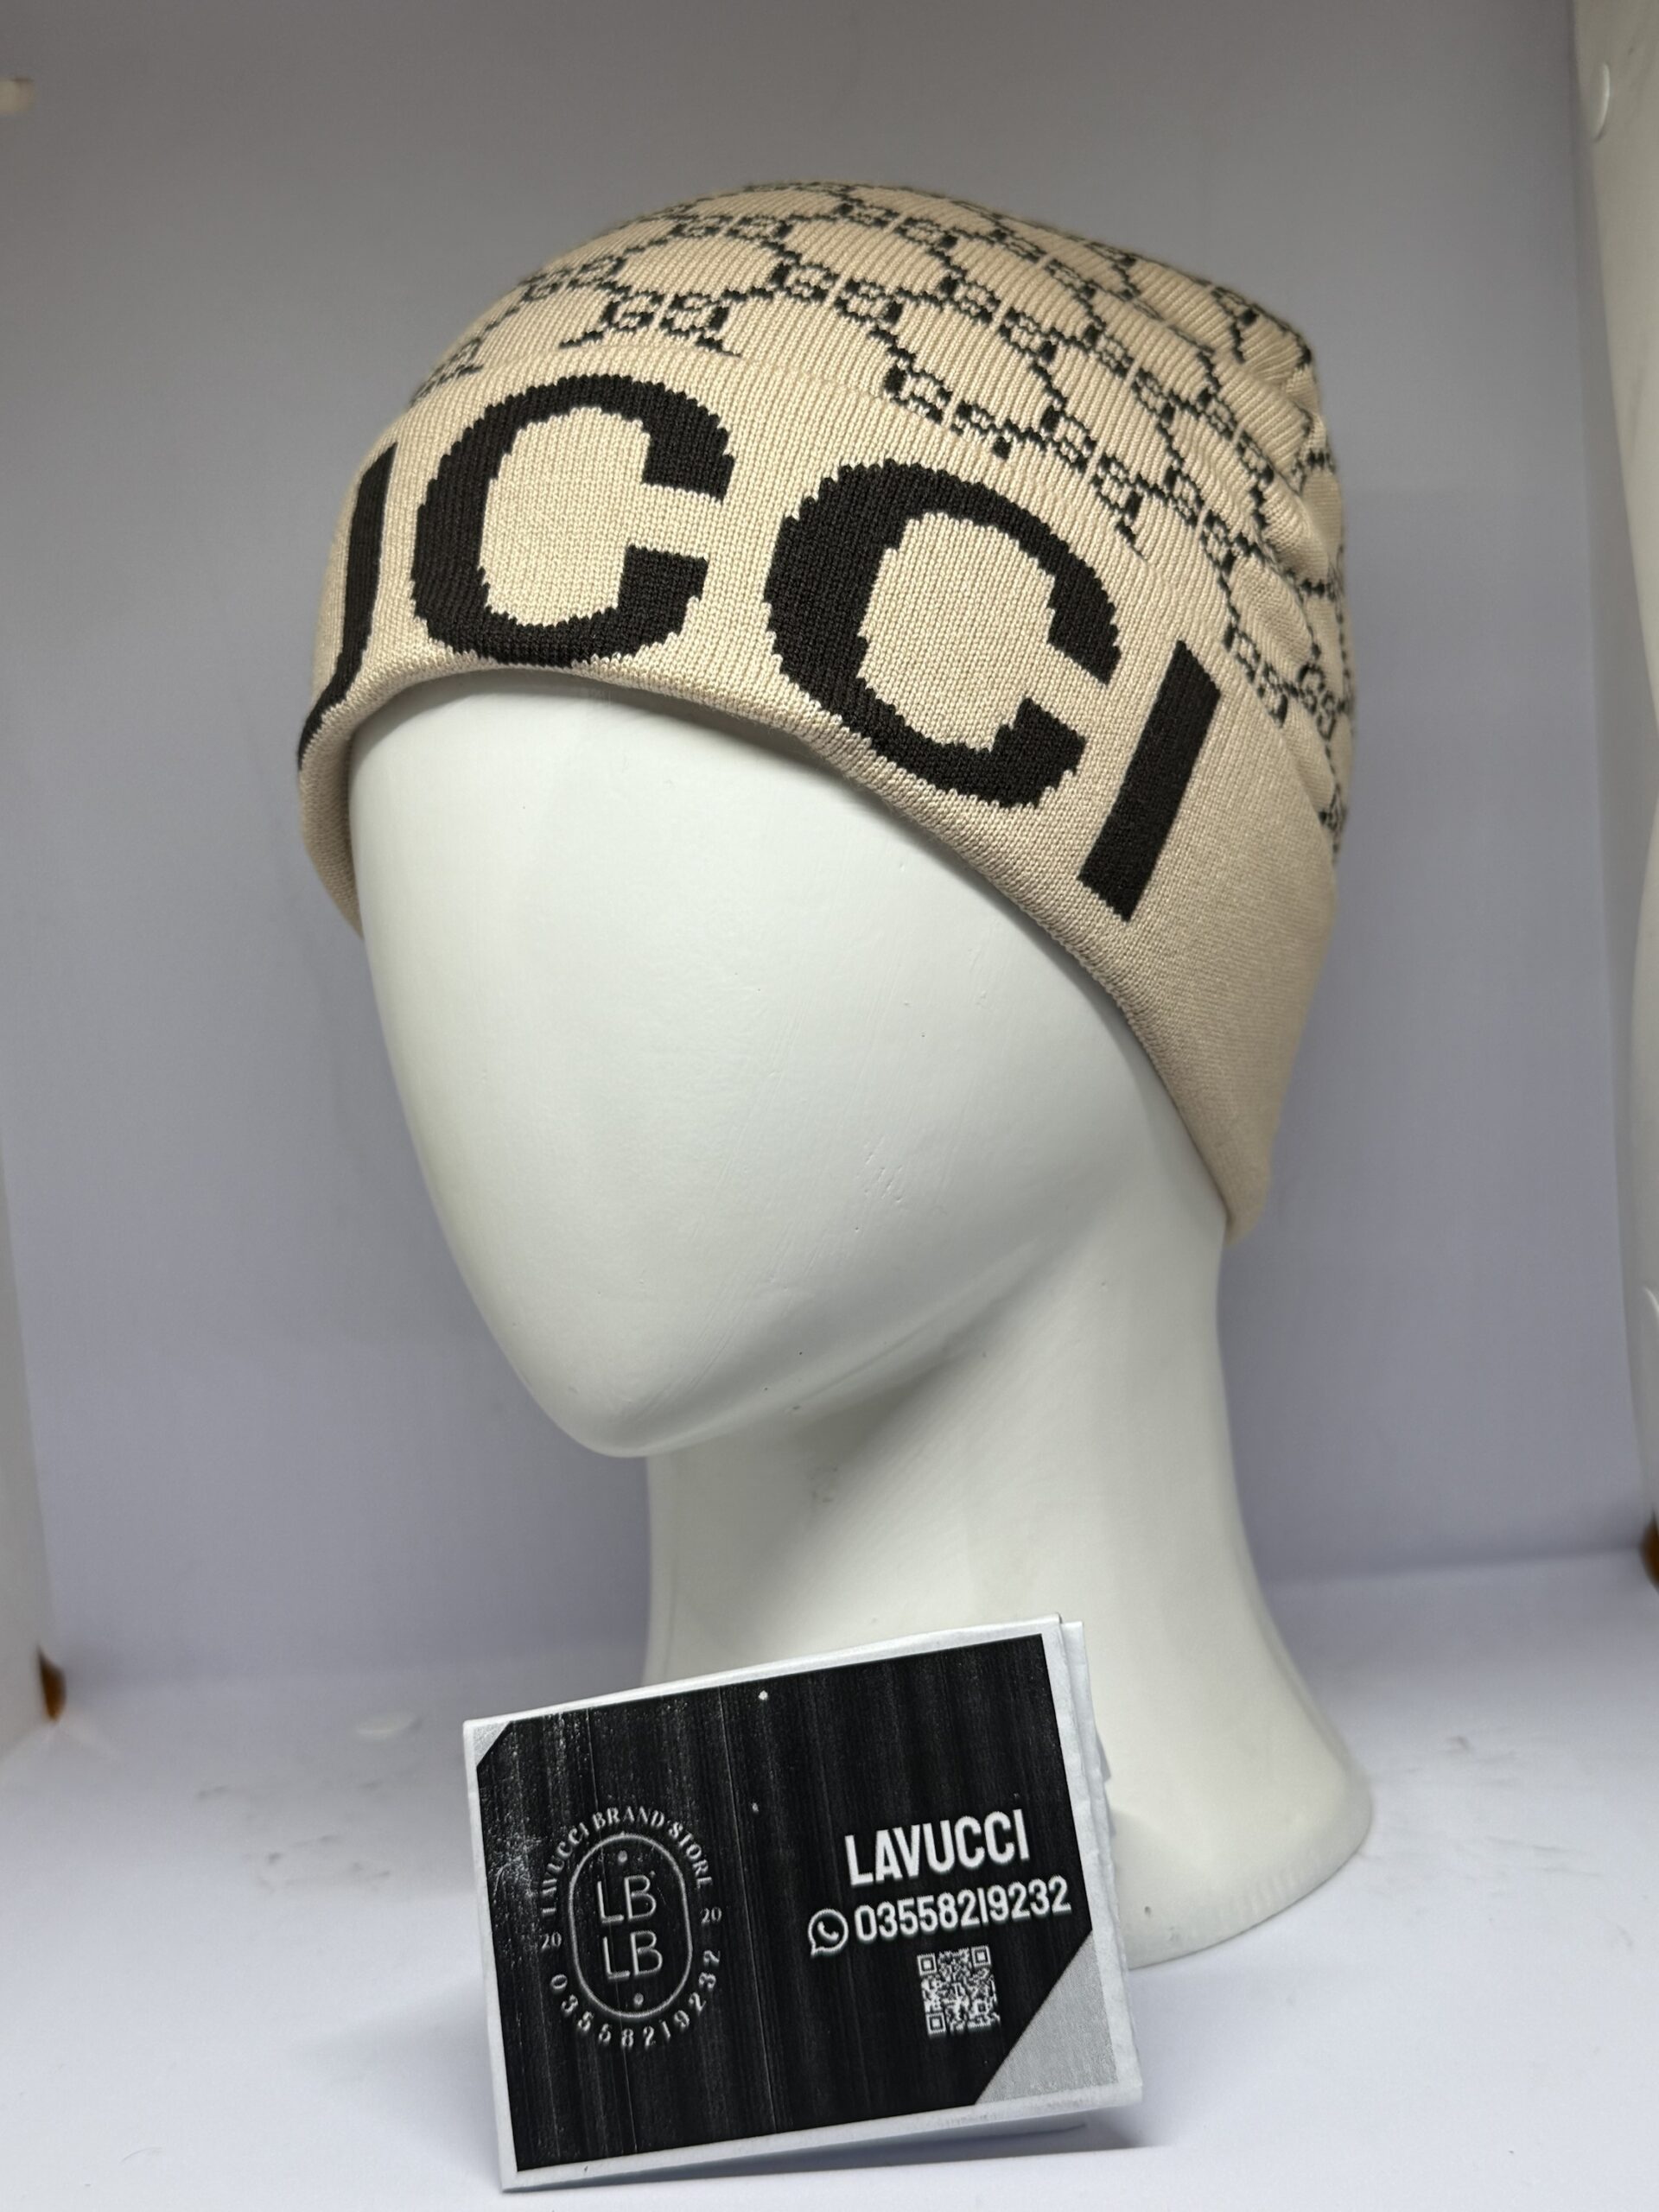 UCCI
LAVUCCI BRAND STORE
20 20
LB
LB
03558219232
LAVUCCI
03558219232